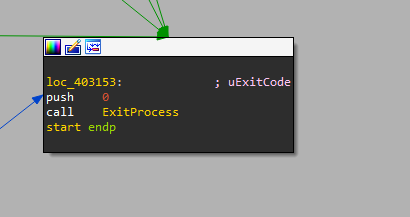 loc_403153: ; uExitCode
push 0
call ExitProcess
start endp